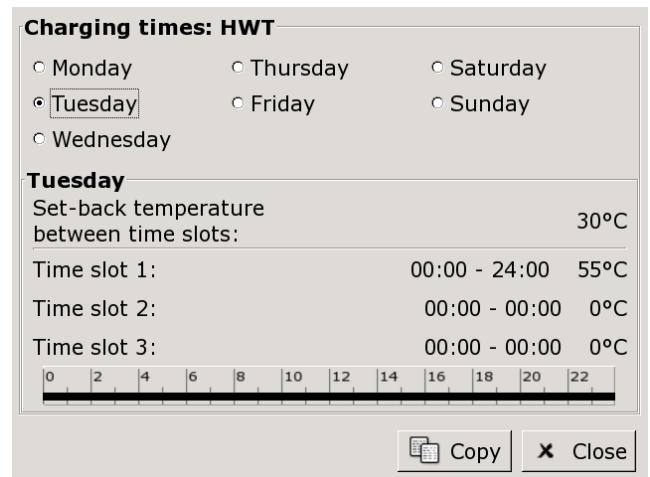 Charging times: HWT
Monday Thursday Saturday
Tuesday Friday Sunday
Wednesday
Tuesday
Set-back temperature
between time slots: 30°C
Time slot 1: 00:00 - 24:00 55°C
Time slot 2: 00:00 - 00:00 0°C
Time slot 3: 00:00 - 00:00 0°C
0 2 4 6 8 10 12 14 16 18 20 22
Copy Close